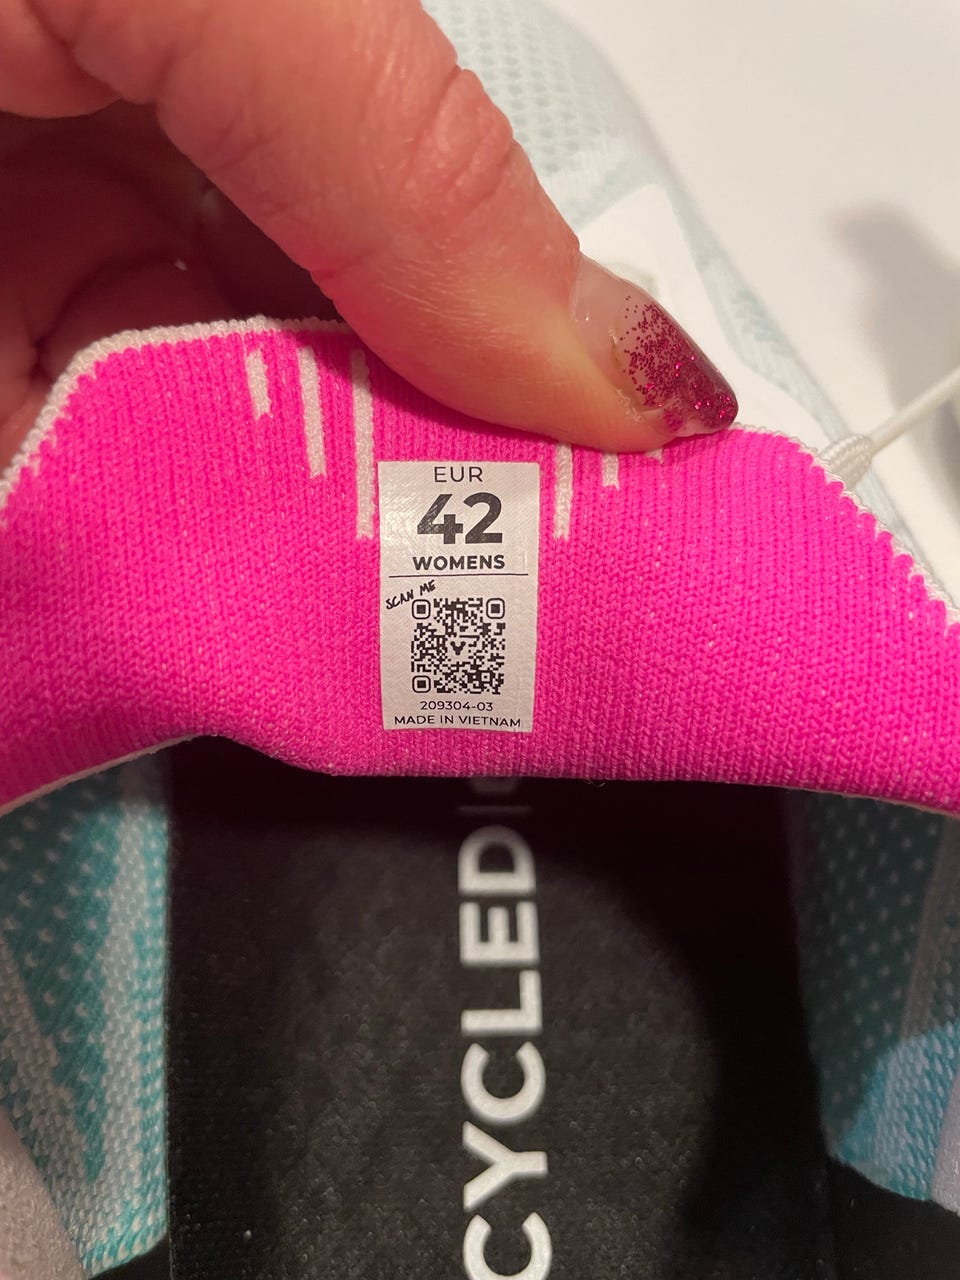 EUR
42
WOMENS
SCAN ME
209304-03
MADE IN VIETNAM
CYCLED